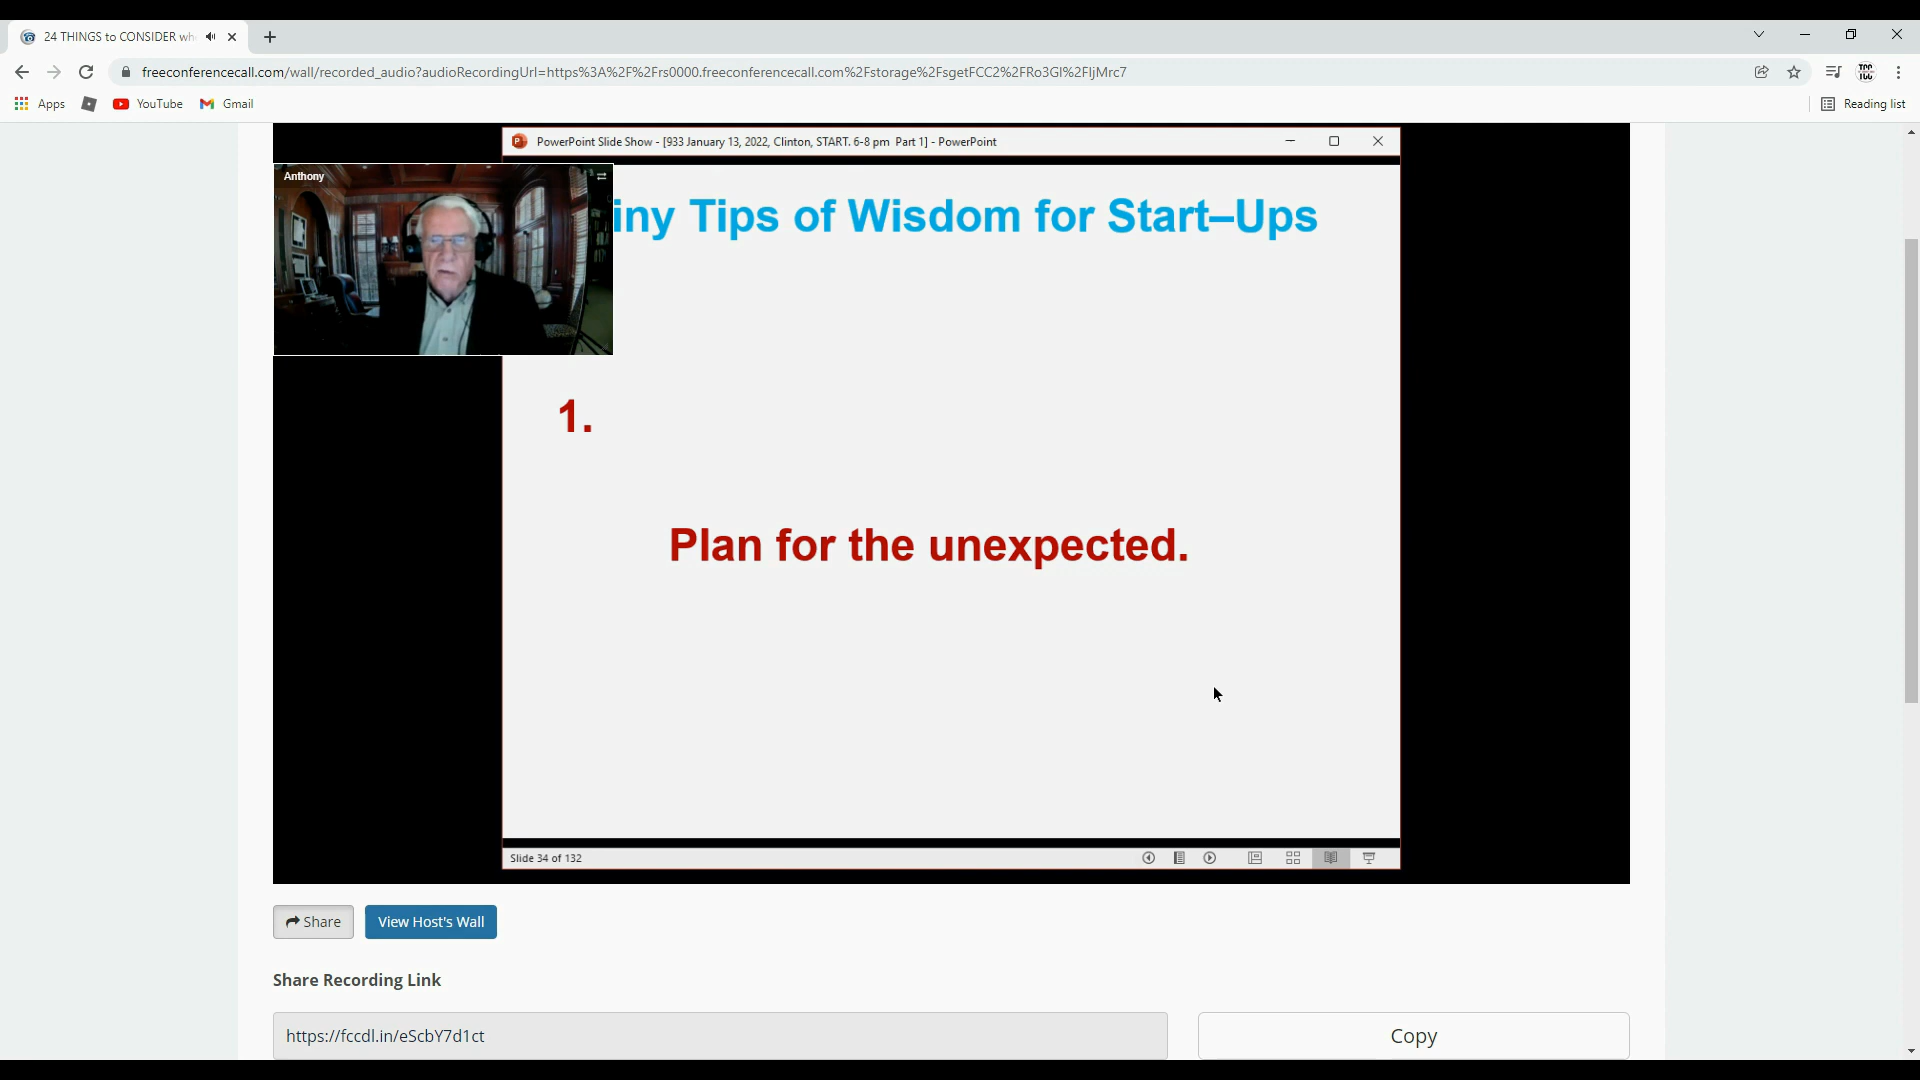 24 THINGS to CONSIDER wh
freeconferencecall.com/wall/recorded_audio?audioRecordingUrl=https%3A%2F%2Frs0000.freeconferencecall.com%2Fstorage%2FsgetFCC2%2FRo3GI%2FIjMrc7
Apps
YouTube
Gmail
Reading list
PowerPoint Slide Show - [933 January 13, 2022, Clinton, START. 6-8 pm Part 1] - PowerPoint
Anthony
iny Tips of Wisdom for Start–Ups
1.
Plan for the unexpected.
Slide 34 of 132
Share
View Host's Wall
Share Recording Link
https://fccdl.in/eScbY7d1ct
Copy